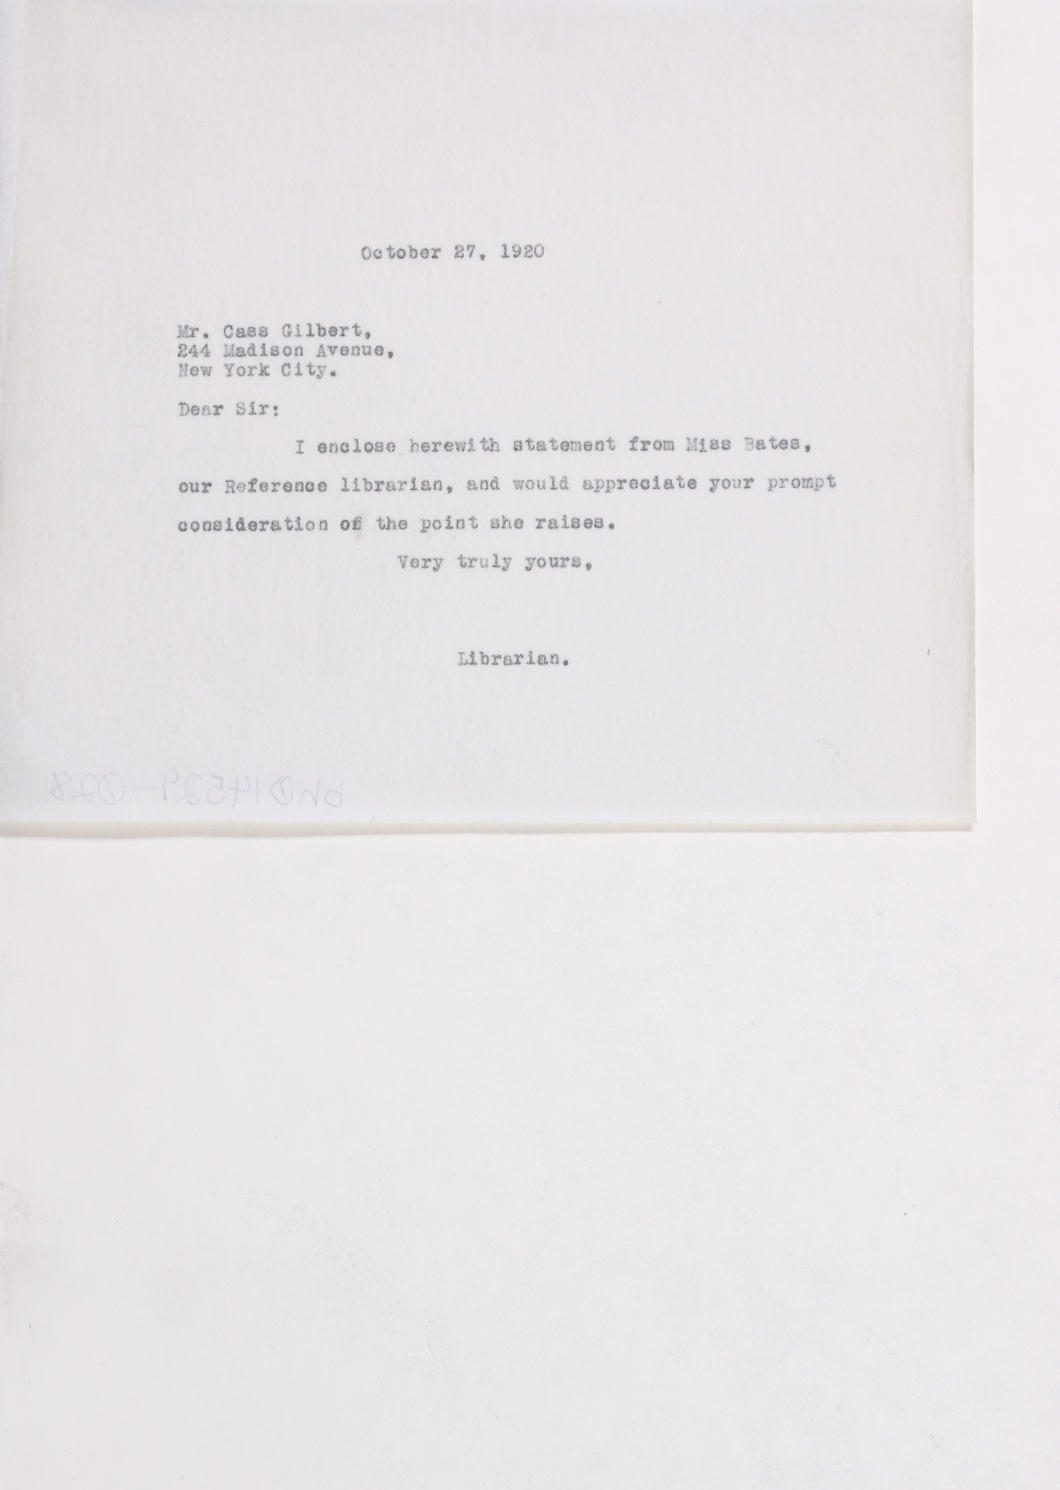 October 27, 1920
Mr. Cass Gilbert,
244 Madison Avenue,
New York City.
Dear Sir:
I enclose herewith statement from Miss Bates,
our Reference librarian, and would appreciate your prompt
consideration of the point she raises.
Very truly yours,
Librarian.